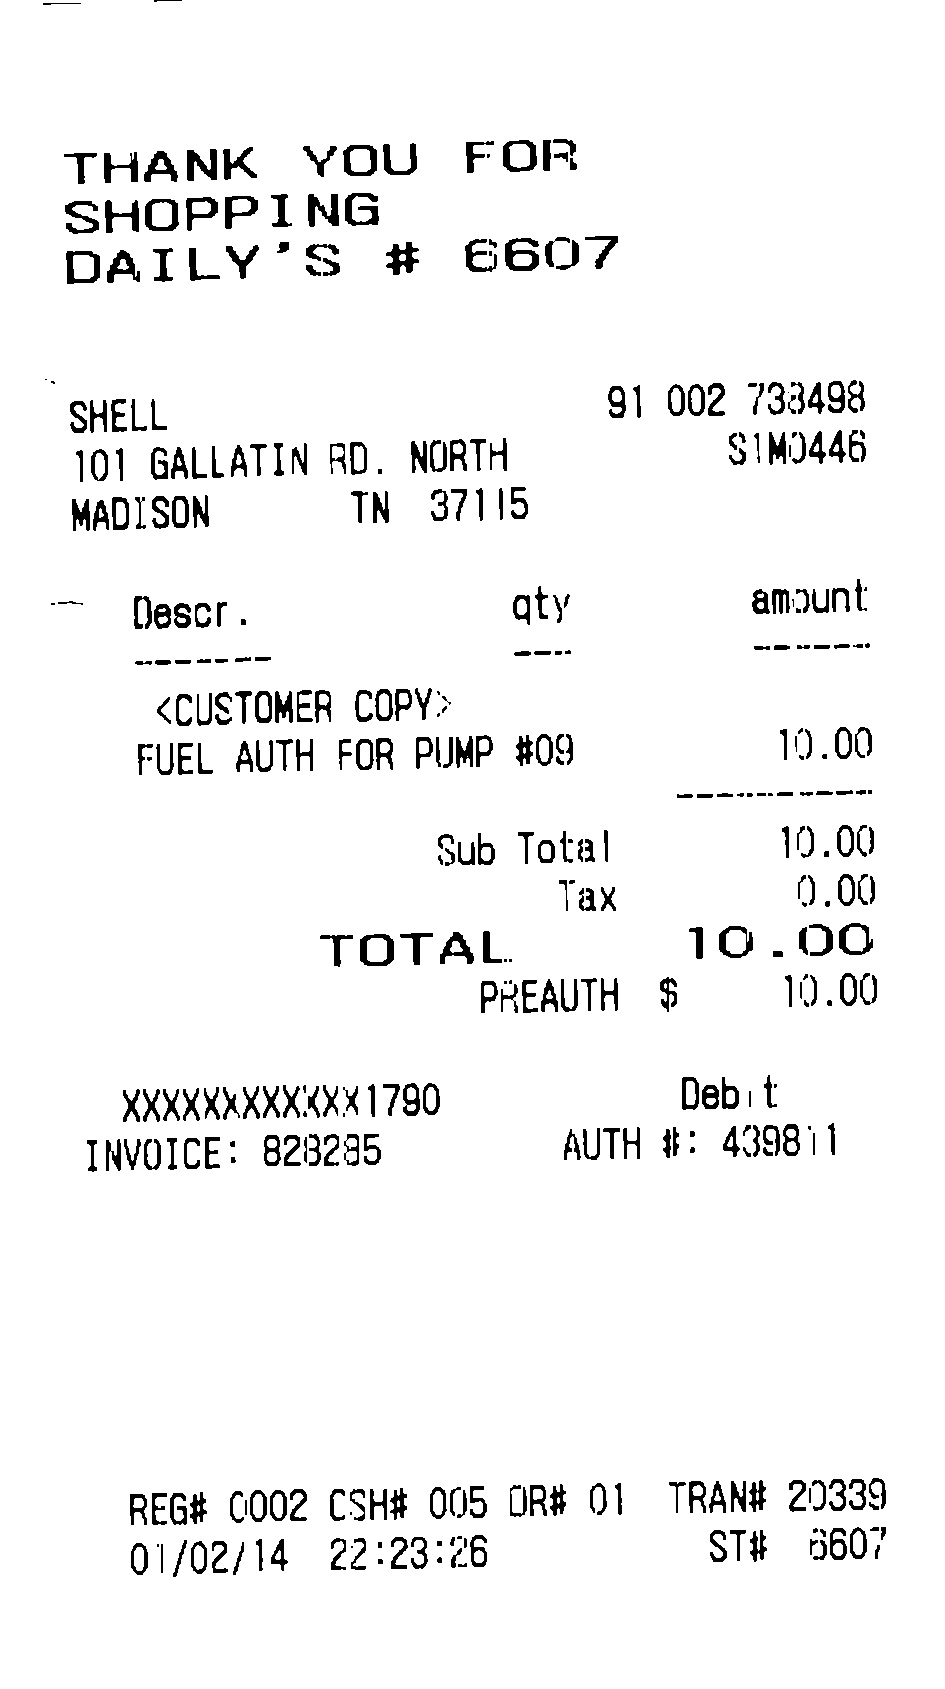 THANK YOU FOR
SHOPPING
DAILY'S # 6607
SHELL 91 002 738498
101 GALLATIN RD. NORTH S1M0446
MADISON TN 37115
Descr. qty amount
------- ---- -------
<CUSTOMER COPY>
FUEL AUTH FOR PUMP #09 10.00
------------
Sub Total 10.00
Tax 0.00
TOTAL 10.00
PREAUTH $ 10.00
XXXXXXXXXXXX1790 Debit
INVOICE: 828285 AUTH #: 439811
REG# 0002 CSH# 005 DR# 01 TRAN# 20339
01/02/14 22:23:26 ST# 6607